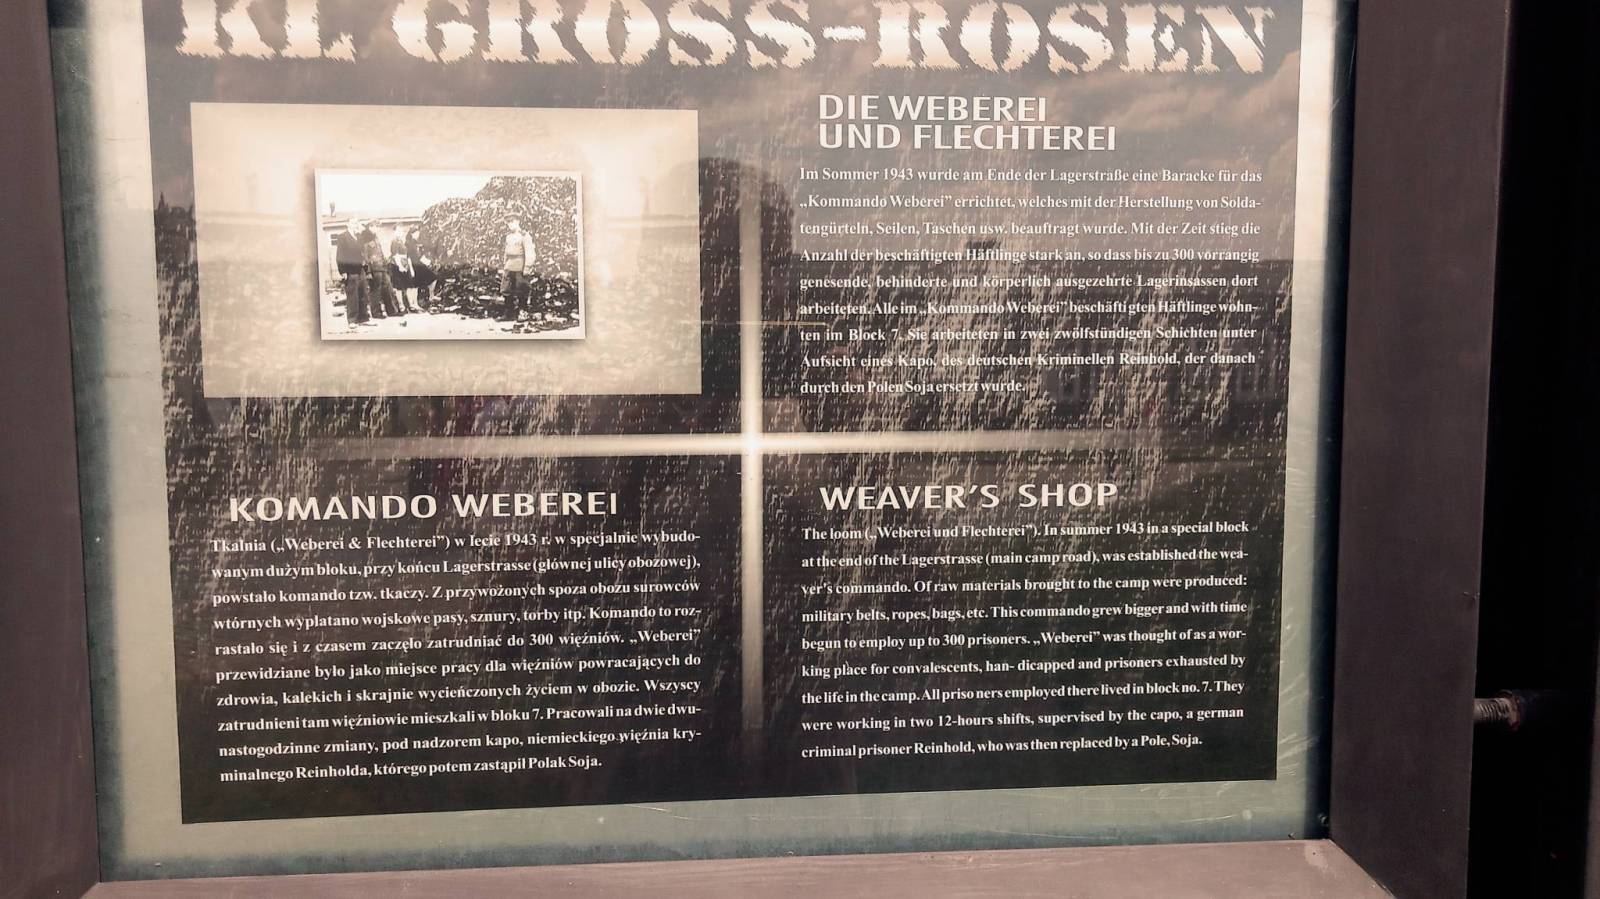 KL GROSS-ROSEN
DIE WEBEREI
UND FLECHTEREI
Im Sommer 1943 wurde am Ende der Lagerstraße eine Baracke für das
„Kommando Weberei” errichtet, welches mit der Herstellung von Solda-
tengürteln, Seilen, Taschen usw. beauftragt wurde. Mit der Zeit stieg die
Anzahl der beschäftigten Häftlinge stark an, so dass bis zu 300 vorrangig
genesende, behinderte und körperlich ausgezehrte Lagerinsassen dort
arbeiteten. Alle im „Kommando Weberei” beschäfti gten Häftlinge wohn-
ten im Block 7. Sie arbeiteten in zwei zwölfstündigen Schichten unter
Aufsicht eines Kapo, des deutschen Kriminellen Reinhold, der danach
durch den Polen Soja ersetzt wurde.
KOMANDO WEBEREI
Tkalnia („Weberei & Flechterei”) w lecie 1943 r. w specjalnie wybudo-
wanym dużym bloku, przy końcu Lagerstrasse (głównej ulicy obozowej),
powstało komando tzw. tkaczy. Z przywożonych spoza obozu surowców
wtórnych wyplatano wojskowe pasy, sznury, torby itp. Komando to roz-
rastało się i z czasem zaczęło zatrudniać do 300 więźniów. „Weberei”
przewidziane było jako miejsce pracy dla więźniów powracających do
zdrowia, kalekich i skrajnie wycieńczonych życiem w obozie. Wszyscy
zatrudnieni tam więźniowie mieszkali w bloku 7. Pracowali na dwie dwu-
nastogodzinne zmiany, pod nadzorem kapo, niemieckiego więźnia kry-
minalnego Reinholda, którego potem zastąpił Polak Soja.
WEAVER'S SHOP
The loom („Weberei und Flechterei”). In summer 1943 in a special block
at the end of the Lagerstrasse (main camp road), was established the wea-
ver's commando. Of raw materials brought to the camp were produced:
military belts, ropes, bags, etc. This commando grew bigger and with time
begun to employ up to 300 prisoners. „Weberei” was thought of as a wor-
king place for convalescents, han- dicapped and prisoners exhausted by
the life in the camp. All priso ners employed there lived in block no. 7. They
were working in two 12-hours shifts, supervised by the capo, a german
criminal prisoner Reinhold, who was then replaced by a Pole, Soja.